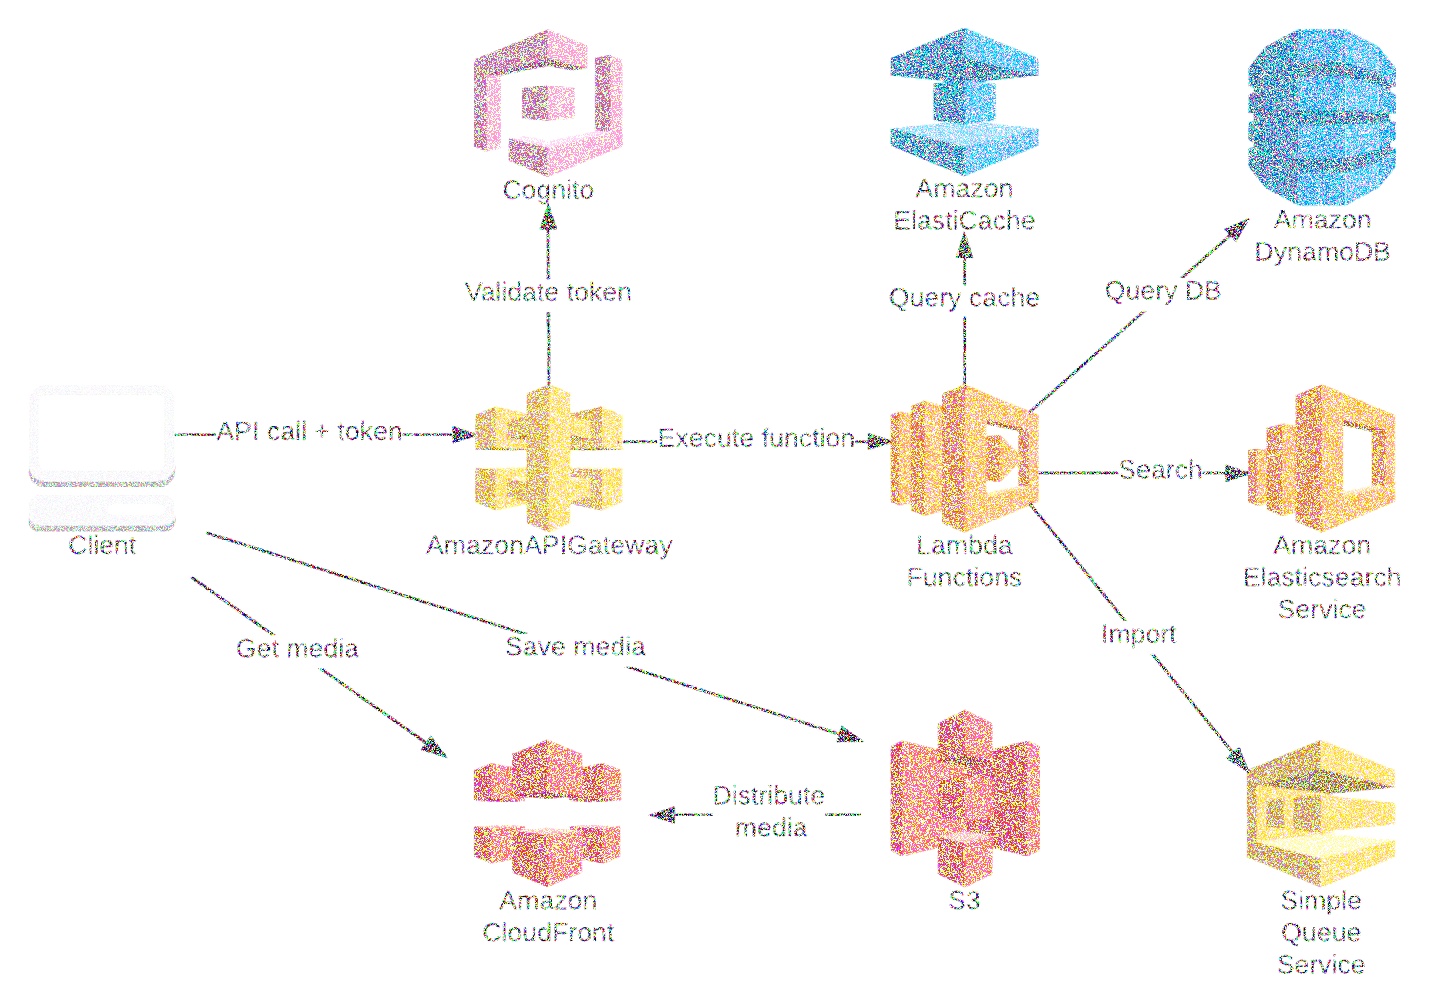 Cognito
Amazon
ElastiCache
Amazon
DynamoDB
Validate token
Query cache
Query DB
API call + token
Execute function
Search
Client
AmazonAPIGateway
Lambda
Functions
Amazon
Elasticsearch
Service
Get media
Save media
Import
Distribute
media
Amazon
CloudFront
S3
Simple
Queue
Service